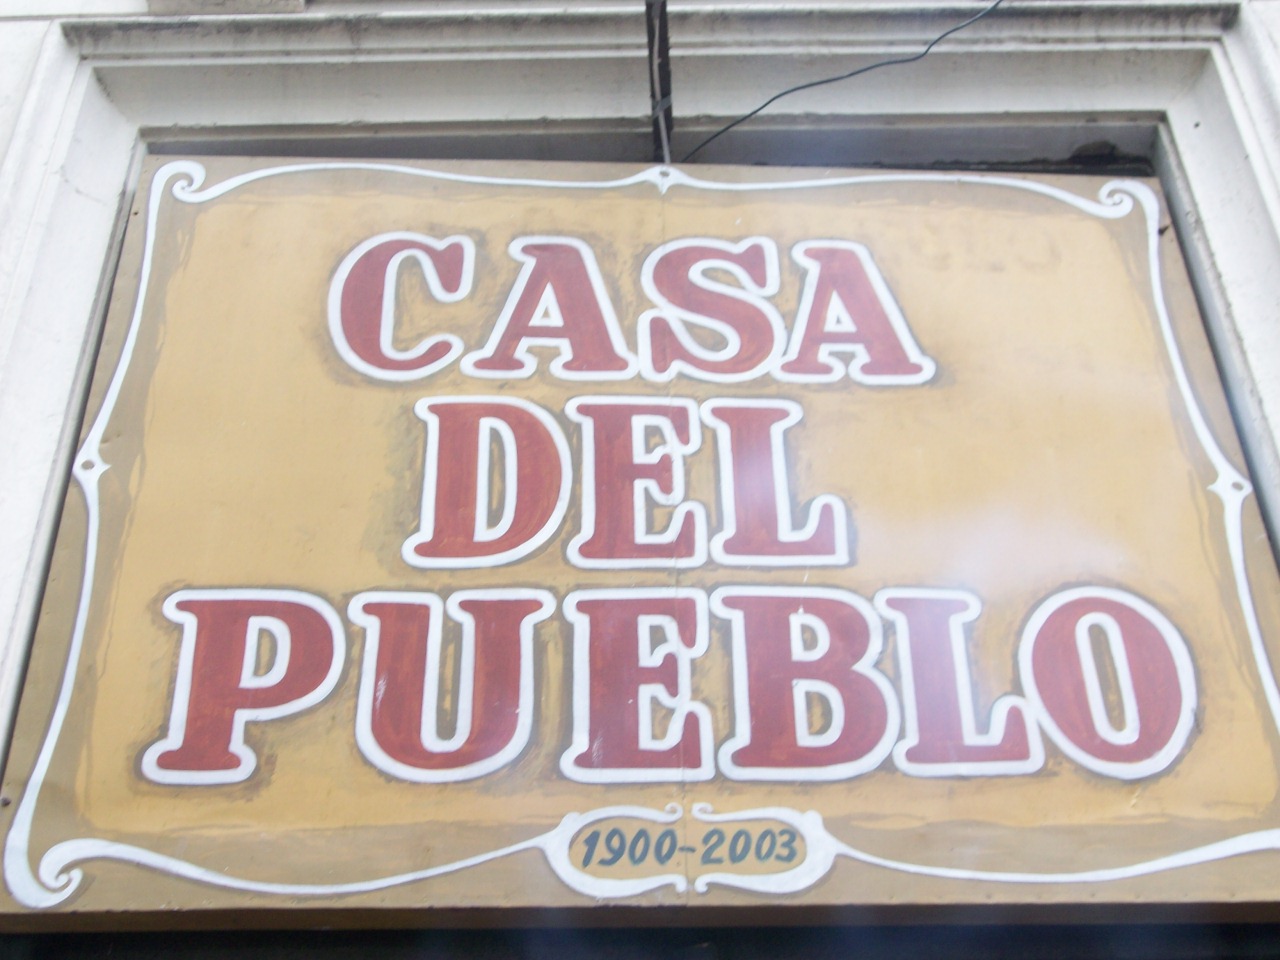 CASA
DEL
PUEBLO
1900-2003